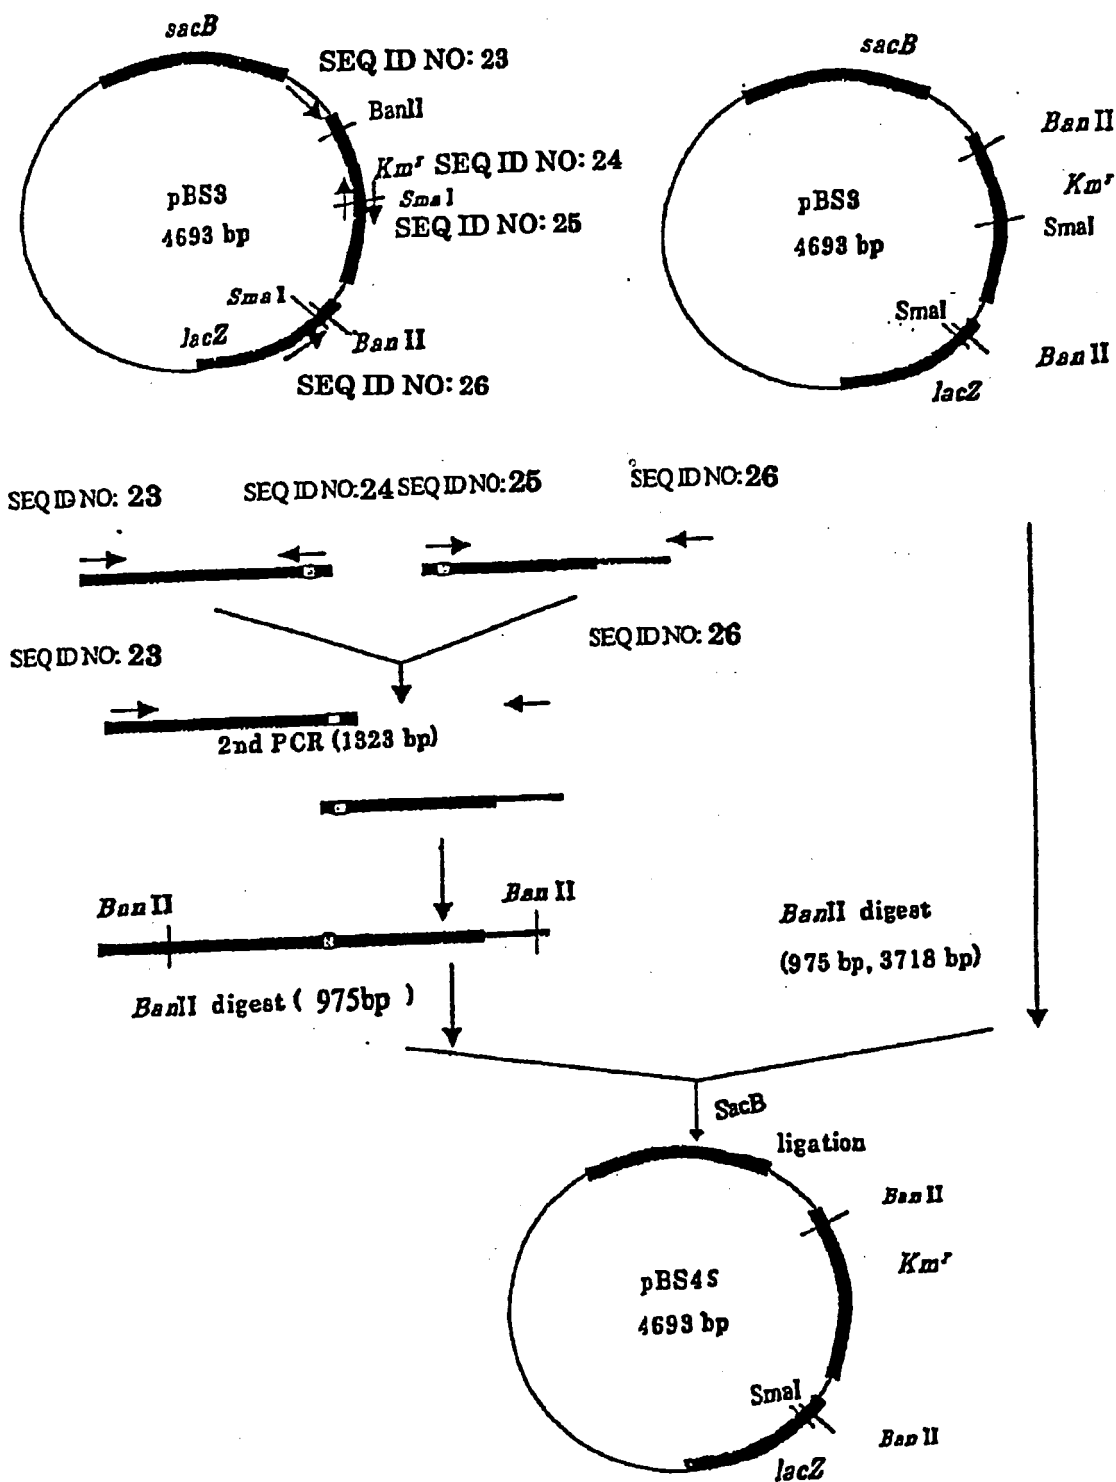 sacB
SEQ ID NO: 23
BanII
Kmr SEQ ID NO: 24
SmaI
SEQ ID NO: 25
pBS3
4693 bp
SmaI
lacZ
BanII
SEQ ID NO: 26
sacB
BanII
Kmr
SmaI
pBS3
4693 bp
SmaI
BanII
lacZ
SEQ ID NO: 23
SEQ ID NO: 24
SEQ ID NO: 25
SEQ ID NO: 26
SEQ ID NO: 23
SEQ ID NO: 26
2nd PCR (1323 bp)
BanII
BanII
BanII digest ( 975bp )
BanII digest
(975 bp, 3718 bp)
SacB
ligation
BanII
Kmr
pBS4S
4693 bp
SmaI
BanII
lacZ